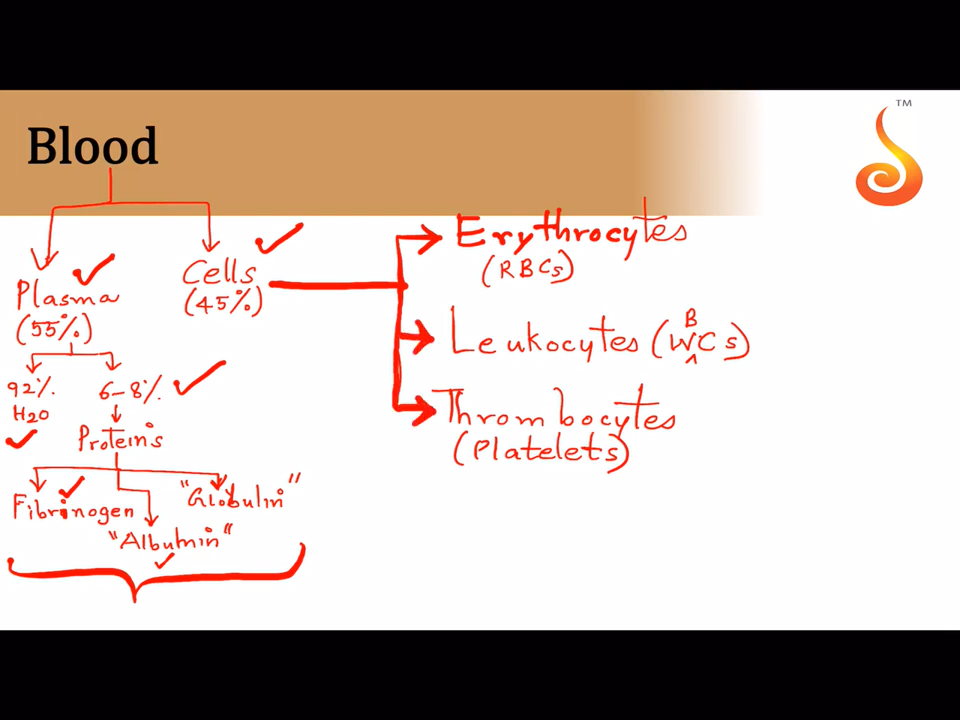 TM
Blood
Plasma
(55%)
92%.
H2O
6-8%.
Proteins
Fibrinogen
"Albumin"
"Globulin"
Cells
(45%)
Erythrocytes
(RBCs)
Leukocytes (WBCs)
Thrombocytes
(Platelets)